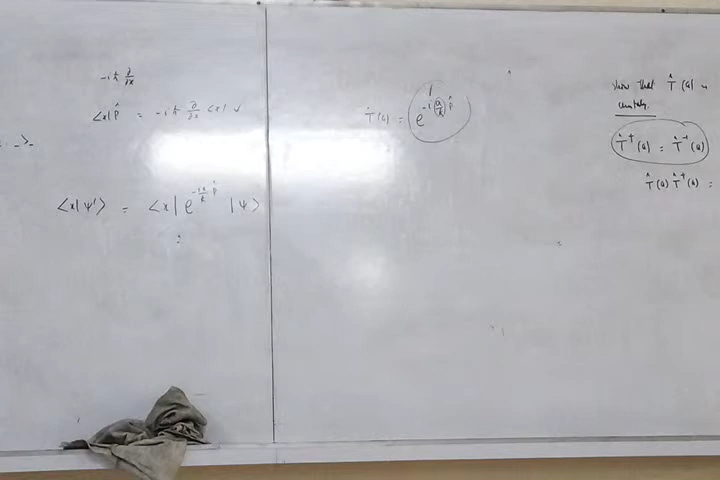 -iħ ∂/∂x
⟨x| p̂ = -iħ ∂/∂x ⟨x| ✓
⟨x|ψ'⟩ = ⟨x| e^{-ia/ħ p̂} |ψ⟩
T̂(a) = e^{-i(a/ħ) p̂}
show that T̂(a) is
unitary.
T̂†(a) = T̂⁻¹(a)
T̂(a) T̂†(a) =